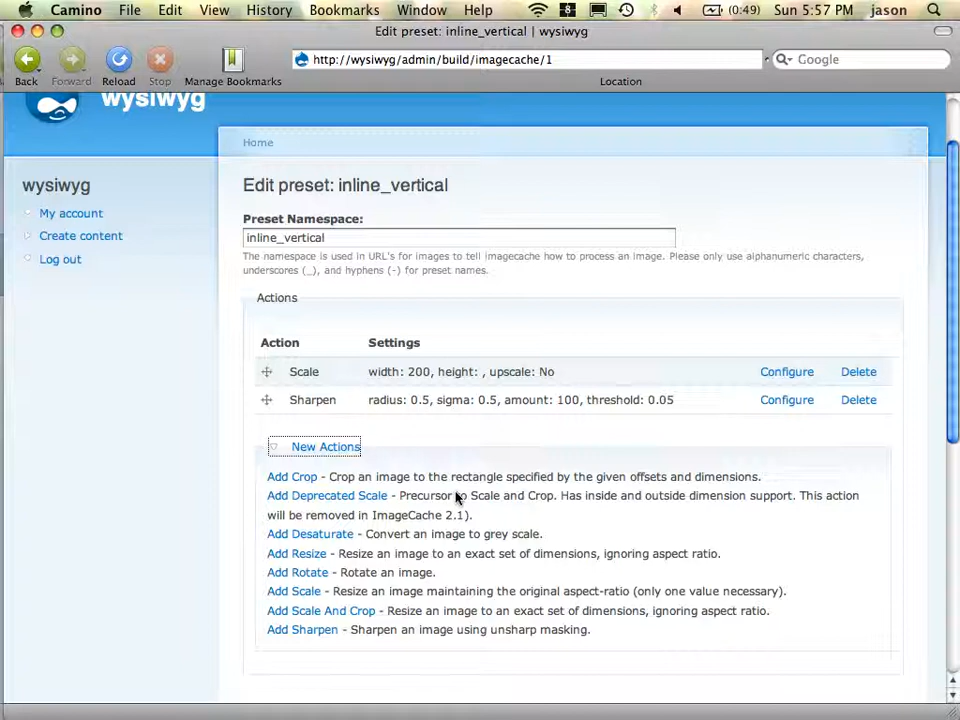 Camino File Edit View History Bookmarks Window Help (0:49) Sun 5:57 PM jason
Edit preset: inline_vertical | wysiwyg
http://wysiwyg/admin/build/imagecache/1 Google
Back Forward Reload Stop Manage Bookmarks Location
wysiwyg
Home
wysiwyg
My account
Create content
Log out
Edit preset: inline_vertical
Preset Namespace:
inline_vertical
The namespace is used in URL's for images to tell imagecache how to process an image. Please only use alphanumeric characters,
underscores (_), and hyphens (-) for preset names.
Actions
Action Settings
Scale width: 200, height: , upscale: No Configure Delete
Sharpen radius: 0.5, sigma: 0.5, amount: 100, threshold: 0.05 Configure Delete
New Actions
Add Crop - Crop an image to the rectangle specified by the given offsets and dimensions.
Add Deprecated Scale - Precursor to Scale and Crop. Has inside and outside dimension support. This action
will be removed in ImageCache 2.1).
Add Desaturate - Convert an image to grey scale.
Add Resize - Resize an image to an exact set of dimensions, ignoring aspect ratio.
Add Rotate - Rotate an image.
Add Scale - Resize an image maintaining the original aspect-ratio (only one value necessary).
Add Scale And Crop - Resize an image to an exact set of dimensions, ignoring aspect ratio.
Add Sharpen - Sharpen an image using unsharp masking.